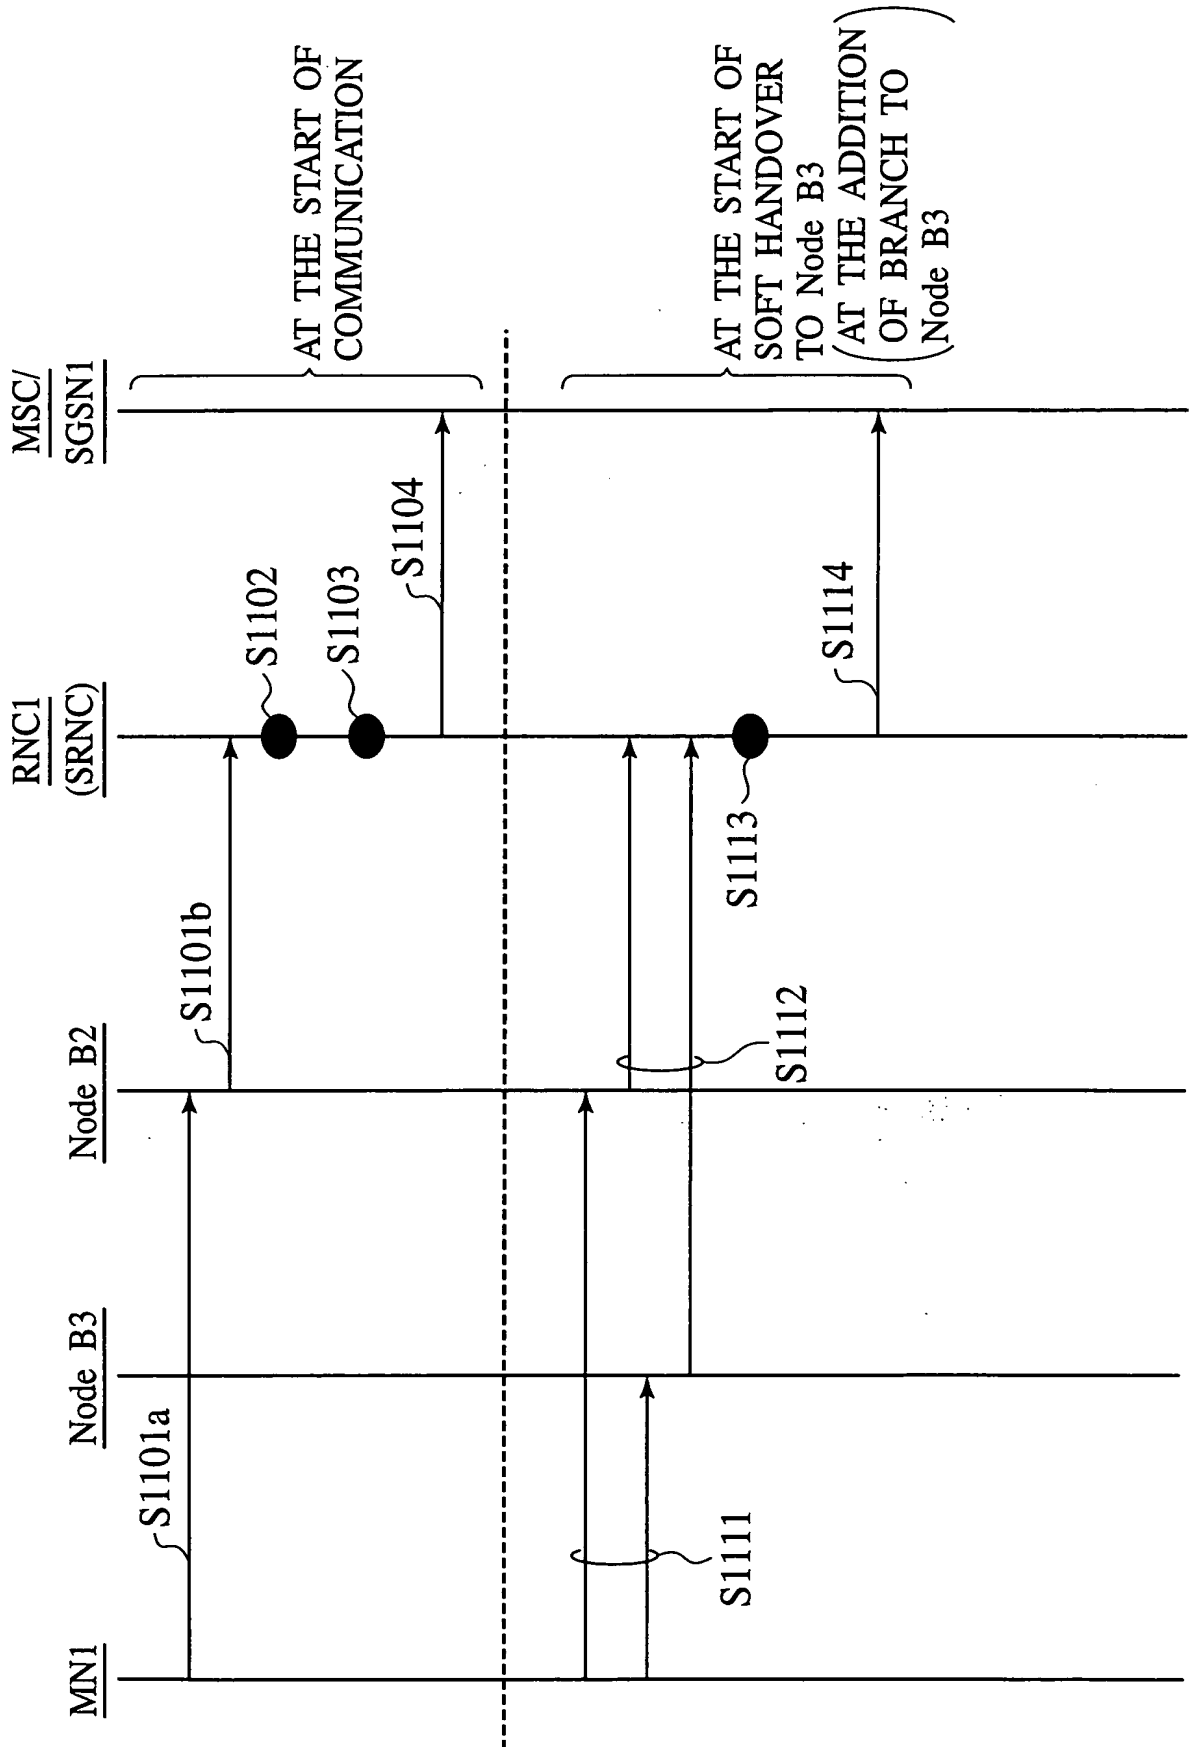 MN1
Node B3
Node B2
RNC1
(SRNC)
MSC/
SGSN1
S1101a
S1101b
S1102
S1103
S1104
AT THE START OF
COMMUNICATION
S1111
S1112
S1113
S1114
AT THE START OF
SOFT HANDOVER
TO Node B3
(AT THE ADDITION
OF BRANCH TO
Node B3)